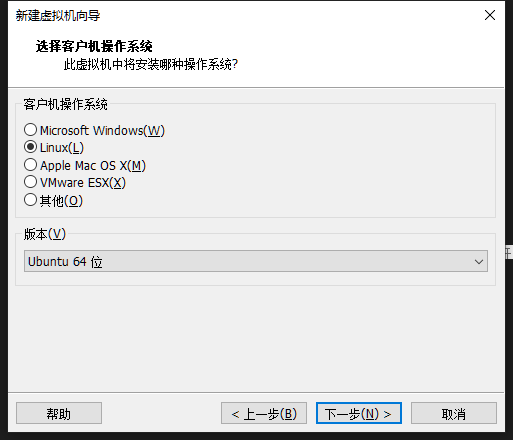 新建虚拟机向导
选择客户机操作系统
此虚拟机中将安装哪种操作系统?
客户机操作系统
Microsoft Windows(W)
Linux(L)
Apple Mac OS X(M)
VMware ESX(X)
其他(O)
版本(V)
Ubuntu 64 位
帮助
< 上一步(B)
下一步(N) >
取消